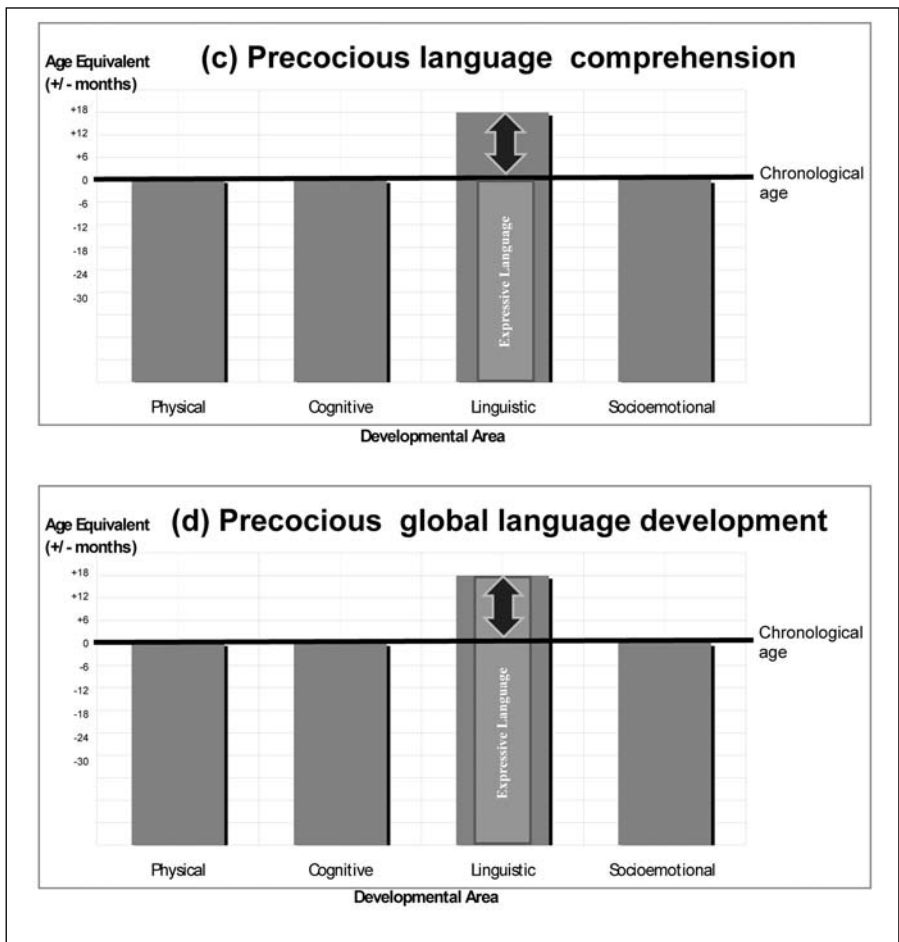 (c) Precocious language comprehension
Age Equivalent
(+/- months)
+18
+12
+6
0
-6
-12
-18
-24
-30
Chronological
age
Expressive Language
Physical Cognitive Linguistic Socioemotional
Developmental Area
(d) Precocious global language development
Age Equivalent
(+/- months)
+18
+12
+6
0
-6
-12
-18
-24
-30
Chronological
age
Expressive Language
Physical Cognitive Linguistic Socioemotional
Developmental Area